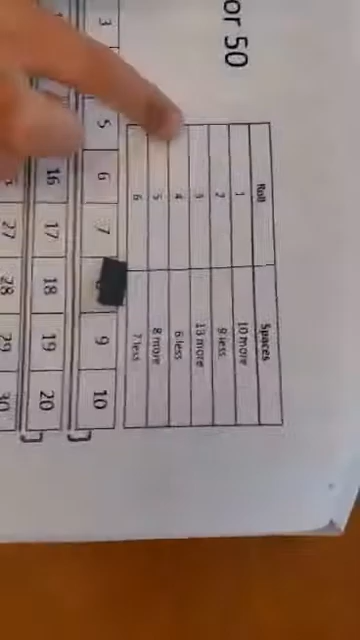 or 50
Roll Spaces
1 10 more
2 9 less
3 13 more
4 6 less
5 8 more
6 7 less
3 5 6 7 9 10
16 17 18 19 20
27 28 29 30